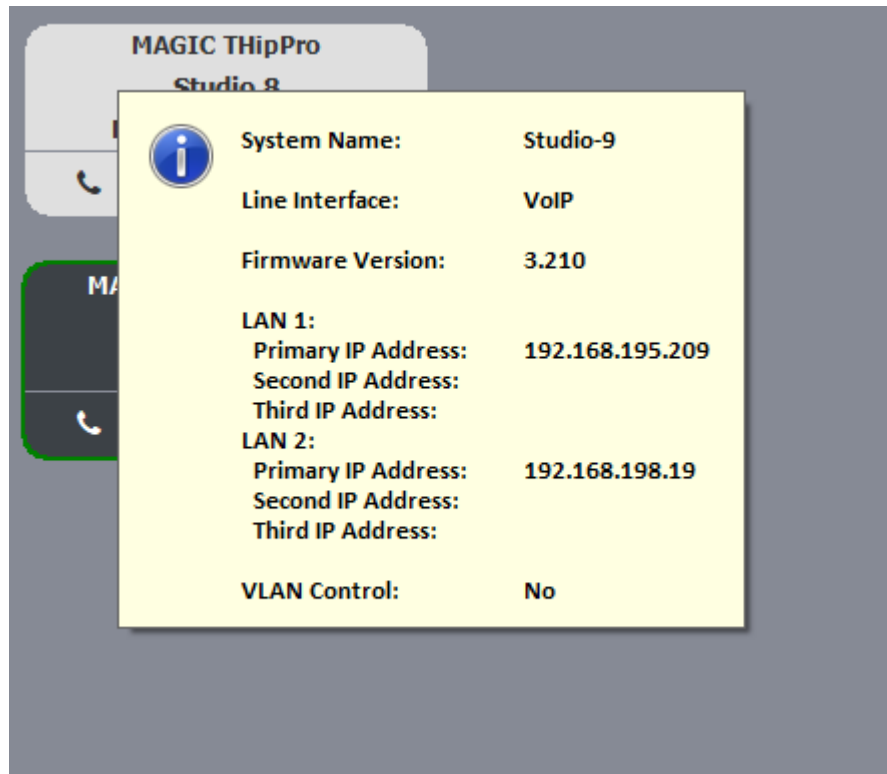 MAGIC THipPro
Studio 8
System Name: Studio-9
Line Interface: VoIP
Firmware Version: 3.210
LAN 1:
Primary IP Address: 192.168.195.209
Second IP Address:
Third IP Address:
LAN 2:
Primary IP Address: 192.168.198.19
Second IP Address:
Third IP Address:
VLAN Control: No